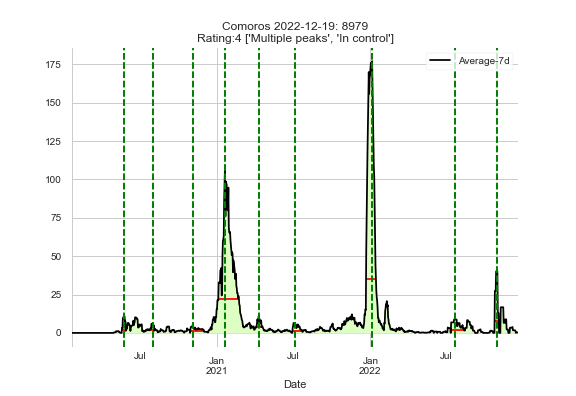 Comoros 2022-12-19: 8979
Rating:4 ['Multiple peaks', 'In control']
Average-7d
175
150
125
100
75
50
25
0
Jul
Jan
2021
Jul
Jan
2022
Jul
Date